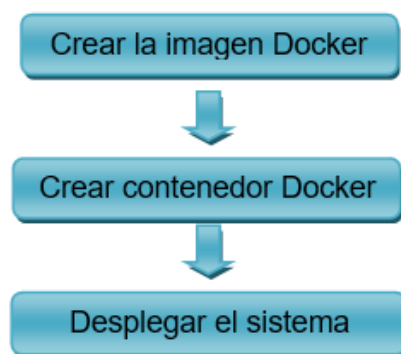 Crear la imagen Docker
Crear contenedor Docker
Desplegar el sistema